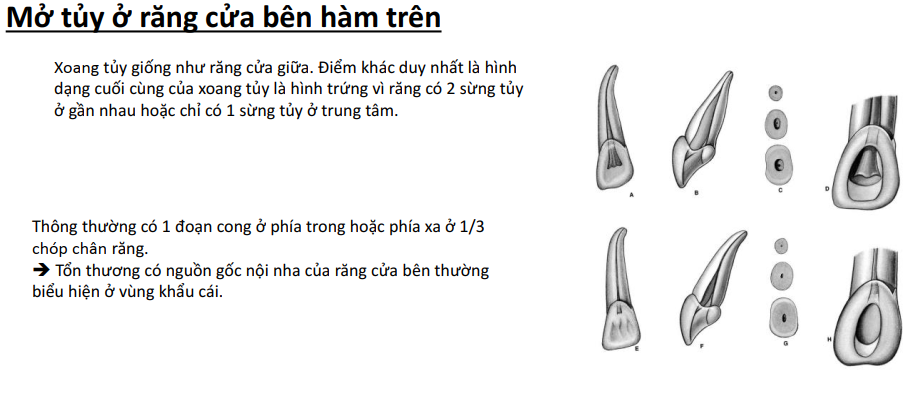 Mở tủy ở răng cửa bên hàm trên
Xoang tủy giống như răng cửa giữa. Điểm khác duy nhất là hình
dạng cuối cùng của xoang tủy là hình trứng vì răng có 2 sừng tủy
ở gần nhau hoặc chỉ có 1 sừng tủy ở trung tâm.
Thông thường có 1 đoạn cong ở phía trong hoặc phía xa ở 1/3
chóp chân răng.
➔ Tổn thương có nguồn gốc nội nha của răng cửa bên thường
biểu hiện ở vùng khẩu cái.
A
B
C
D
E
F
G
H